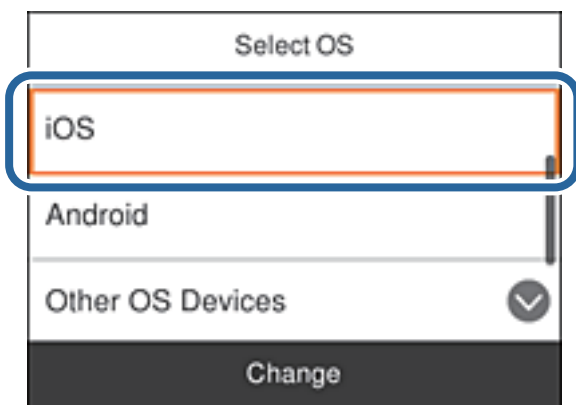 Select OS
iOS
Android
Other OS Devices
Change